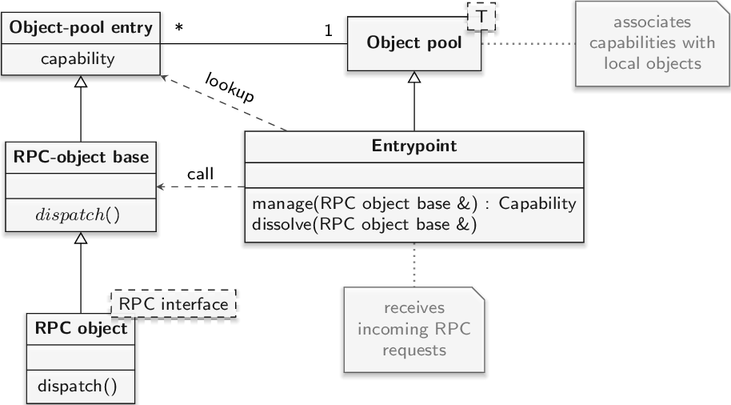 Object-pool entry
capability
*
1
Object pool
T
associates
capabilities with
local objects
lookup
RPC-object base
dispatch()
call
Entrypoint
manage(RPC object base &) : Capability
dissolve(RPC object base &)
RPC interface
RPC object
dispatch()
receives
incoming RPC
requests